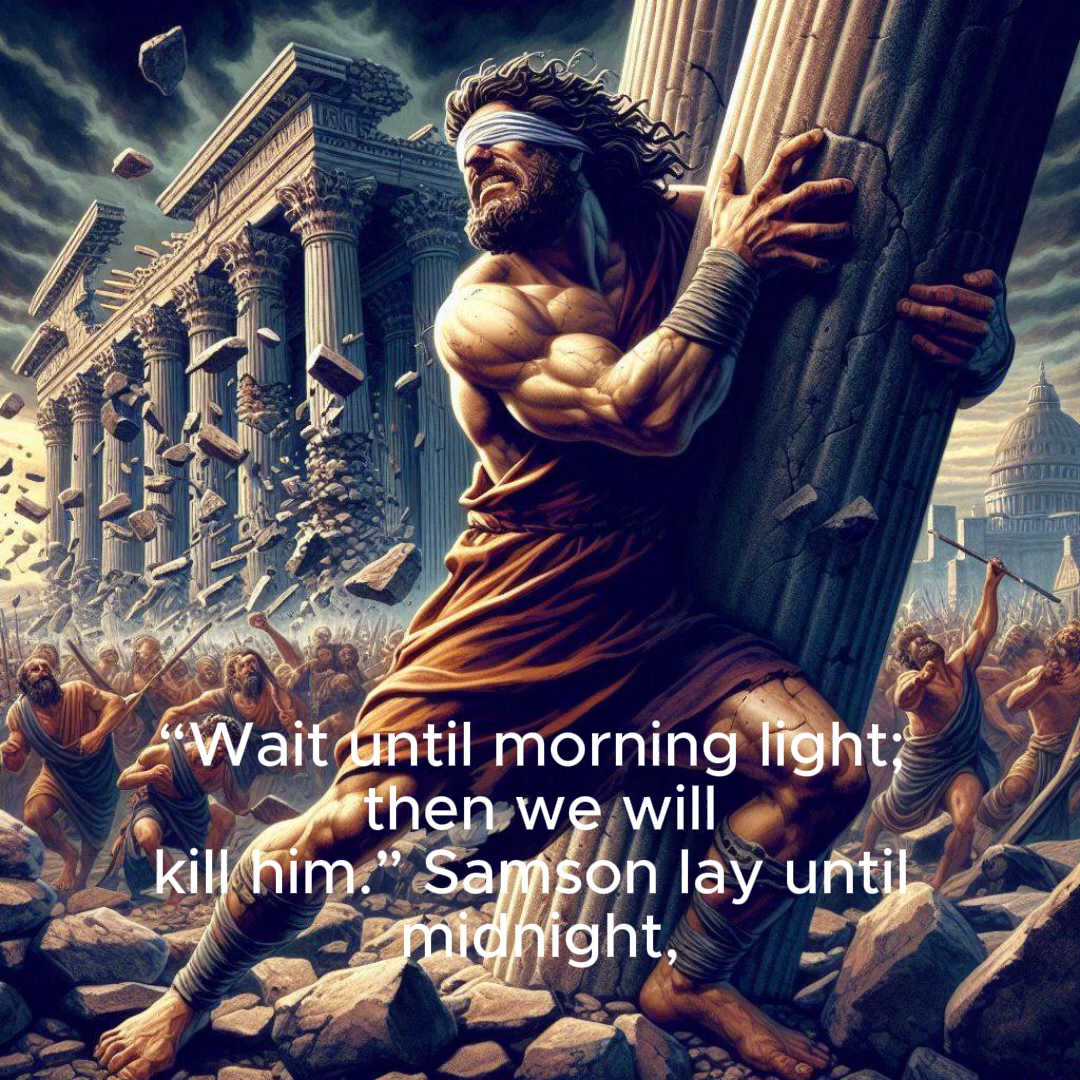 “Wait until morning light;
then we will
kill him.” Samson lay until
midnight,